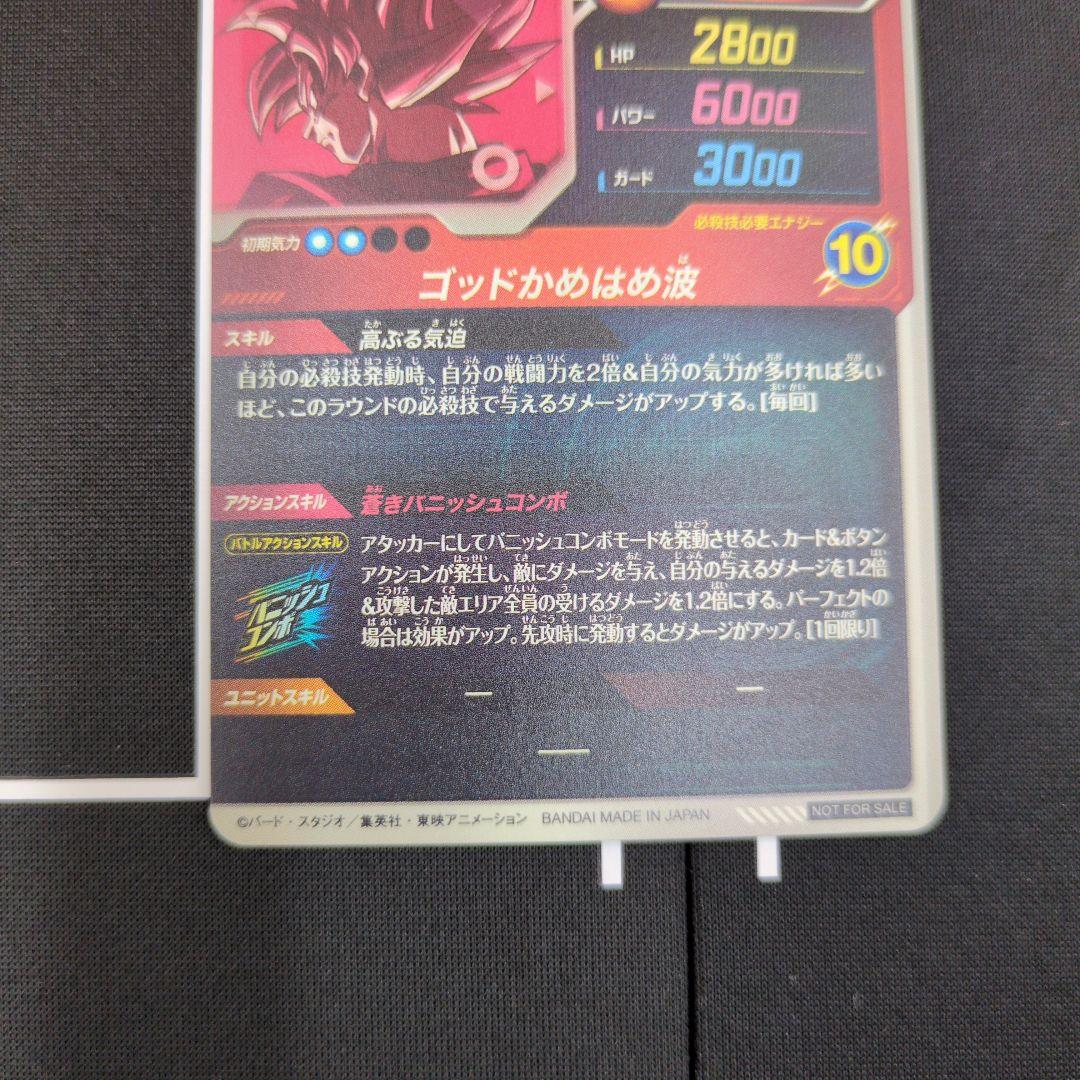 HP 2800
パワー 6000
ガード 3000
必殺技必要エナジー
初期気力
10
ゴッドかめはめ波
スキル 高ぶる気迫
自分の必殺技発動時、自分の戦闘力を2倍&自分の気力が多ければ多い
ほど、このラウンドの必殺技で与えるダメージがアップする。[毎回]
アクションスキル 蒼きバニッシュコンボ
バトルアクションスキル
アタッカーにしてバニッシュコンボモードを発動させると、カード&ボタン
アクションが発生し、敵にダメージを与え、自分の与えるダメージを1.2倍
&攻撃した敵エリア全員の受けるダメージを1.2倍にする。パーフェクトの
場合は効果がアップ。先攻時に発動するとダメージがアップ。[1回限り]
バニッシュ
コンボ
ユニットスキル ー ー
ー
©バード・スタジオ/集英社・東映アニメーション BANDAI MADE IN JAPAN NOT FOR SALE